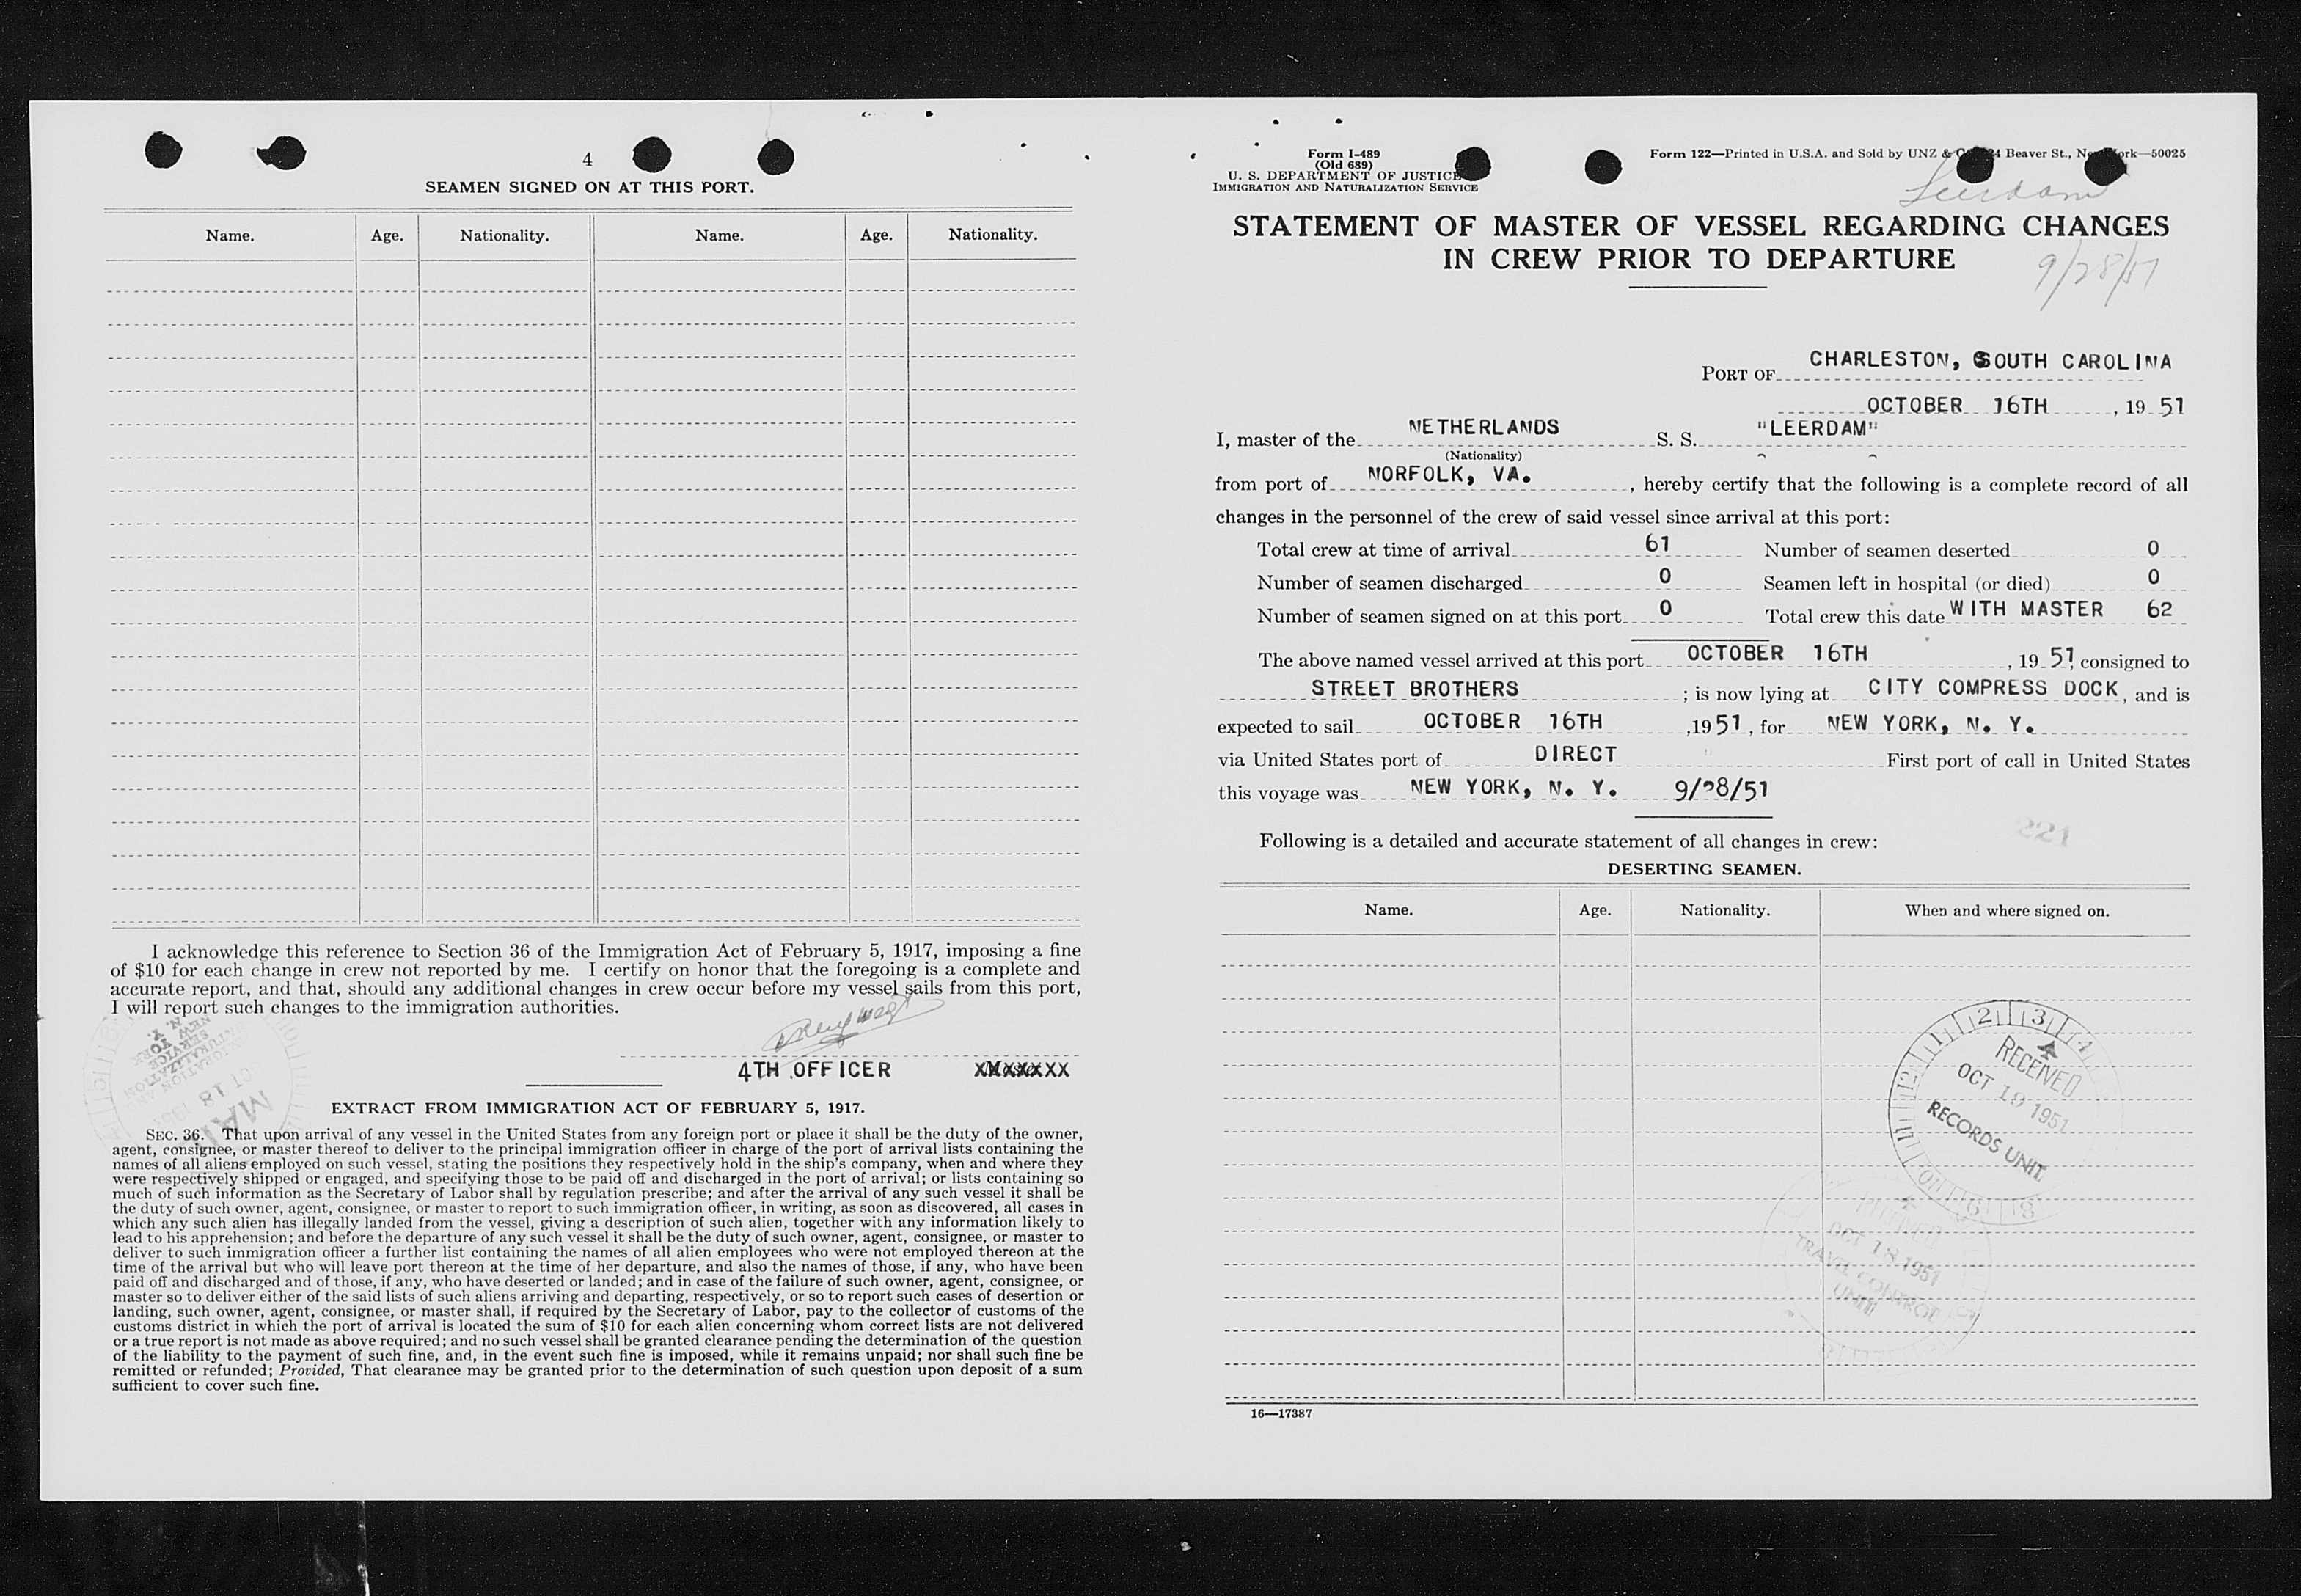 4
SEAMEN SIGNED ON AT THIS PORT.
Name. Age. Nationality. Name. Age. Nationality.
I acknowledge this reference to Section 36 of the Immigration Act of February 5, 1917, imposing a fine
of $10 for each change in crew not reported by me. I certify on honor that the foregoing is a complete and
accurate report, and that, should any additional changes in crew occur before my vessel sails from this port,
I will report such changes to the immigration authorities.
4TH OFFICER XXXXXXX
EXTRACT FROM IMMIGRATION ACT OF FEBRUARY 5, 1917.
SEC. 36. That upon arrival of any vessel in the United States from any foreign port or place it shall be the duty of the owner,
agent, consignee, or master thereof to deliver to the principal immigration officer in charge of the port of arrival lists containing the
names of all aliens employed on such vessel, stating the positions they respectively hold in the ship's company, when and where they
were respectively shipped or engaged, and specifying those to be paid off and discharged in the port of arrival; or lists containing so
much of such information as the Secretary of Labor shall by regulation prescribe; and after the arrival of any such vessel it shall be
the duty of such owner, agent, consignee, or master to report to such immigration officer, in writing, as soon as discovered, all cases in
which any such alien has illegally landed from the vessel, giving a description of such alien, together with any information likely to
lead to his apprehension; and before the departure of any such vessel it shall be the duty of such owner, agent, consignee, or master to
deliver to such immigration officer a further list containing the names of all alien employees who were not employed thereon at the
time of the arrival but who will leave port thereon at the time of her departure, and also the names of those, if any, who have been
paid off and discharged and of those, if any, who have deserted or landed; and in case of the failure of such owner, agent, consignee, or
master so to deliver either of the said lists of such aliens arriving and departing, respectively, or so to report such cases of desertion or
landing, such owner, agent, consignee, or master shall, if required by the Secretary of Labor, pay to the collector of customs of the
customs district in which the port of arrival is located the sum of $10 for each alien concerning whom correct lists are not delivered
or a true report is not made as above required; and no such vessel shall be granted clearance pending the determination of the question
of the liability to the payment of such fine, and, in the event such fine is imposed, while it remains unpaid; nor shall such fine be
remitted or refunded; Provided, That clearance may be granted prior to the determination of such question upon deposit of a sum
sufficient to cover such fine.
Form I-489
(Old 689)
U. S. DEPARTMENT OF JUSTICE
IMMIGRATION AND NATURALIZATION SERVICE
Form 122—Printed in U.S.A. and Sold by UNZ & Beaver St., 50025
Leerdam
STATEMENT OF MASTER OF VESSEL REGARDING CHANGES
IN CREW PRIOR TO DEPARTURE
9/28/51
PORT OF CHARLESTON, SOUTH CAROLINA
OCTOBER 16TH, 19 51
I, master of the NETHERLANDS S. S. "LEERDAM"
(Nationality)
from port of NORFOLK, VA., hereby certify that the following is a complete record of all
changes in the personnel of the crew of said vessel since arrival at this port:
Total crew at time of arrival 61 Number of seamen deserted 0
Number of seamen discharged 0 Seamen left in hospital (or died) 0
Number of seamen signed on at this port 0 Total crew this date WITH MASTER 62
The above named vessel arrived at this port OCTOBER 16TH, 19 51, consigned to
STREET BROTHERS; is now lying at CITY COMPRESS DOCK, and is
expected to sail OCTOBER 16TH, 19 51, for NEW YORK, N. Y.
via United States port of DIRECT First port of call in United States
this voyage was NEW YORK, N. Y. 9/28/51
221
Following is a detailed and accurate statement of all changes in crew:
DESERTING SEAMEN.
Name. Age. Nationality. When and where signed on.
RECEIVED
OCT 19 1951
RECORDS UNIT
OCT 18 1951
TRAVEL CONTROL
UNIT
16—17387